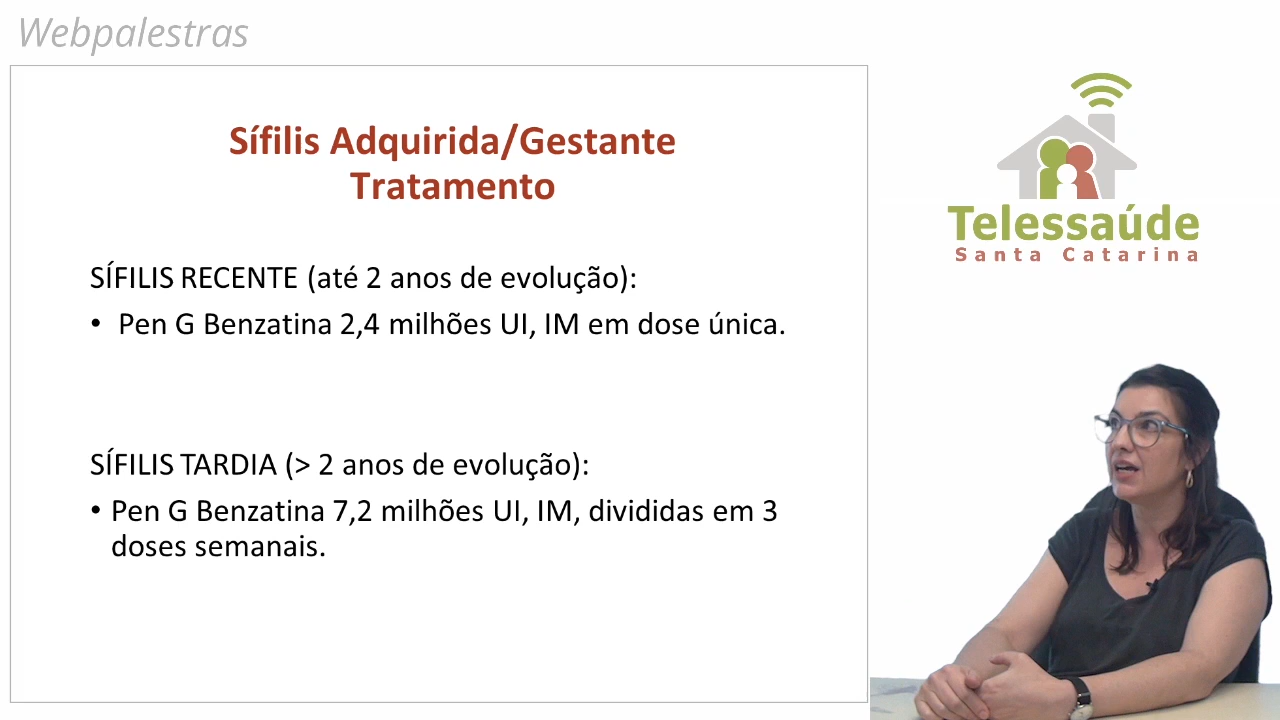 Webpalestras
Sífilis Adquirida/Gestante
Tratamento
SÍFILIS RECENTE (até 2 anos de evolução):
• Pen G Benzatina 2,4 milhões UI, IM em dose única.
SÍFILIS TARDIA (> 2 anos de evolução):
• Pen G Benzatina 7,2 milhões UI, IM, divididas em 3
doses semanais.
Telessaúde
Santa Catarina